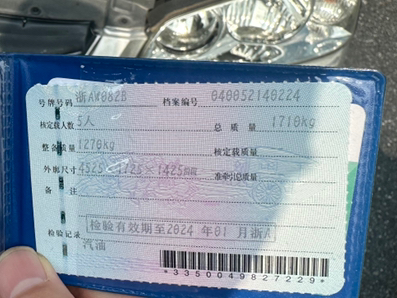 号牌号码 浙AW082B 档案编号 040052140224
核定载人数 5人 总质量 1710kg
整备质量 1270kg 核定载质量
外廓尺寸 4525×1725×1425mm 准牵引总质量
备注
检验有效期至2024年01月浙A
检验记录
汽油
*3350049827229*